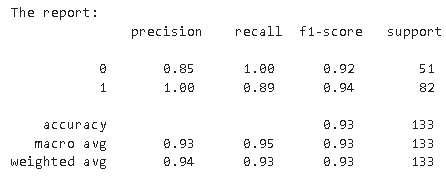 The report:
precision recall f1-score support
0 0.85 1.00 0.92 51
1 1.00 0.89 0.94 82
accuracy 0.93 133
macro avg 0.93 0.95 0.93 133
weighted avg 0.94 0.93 0.93 133